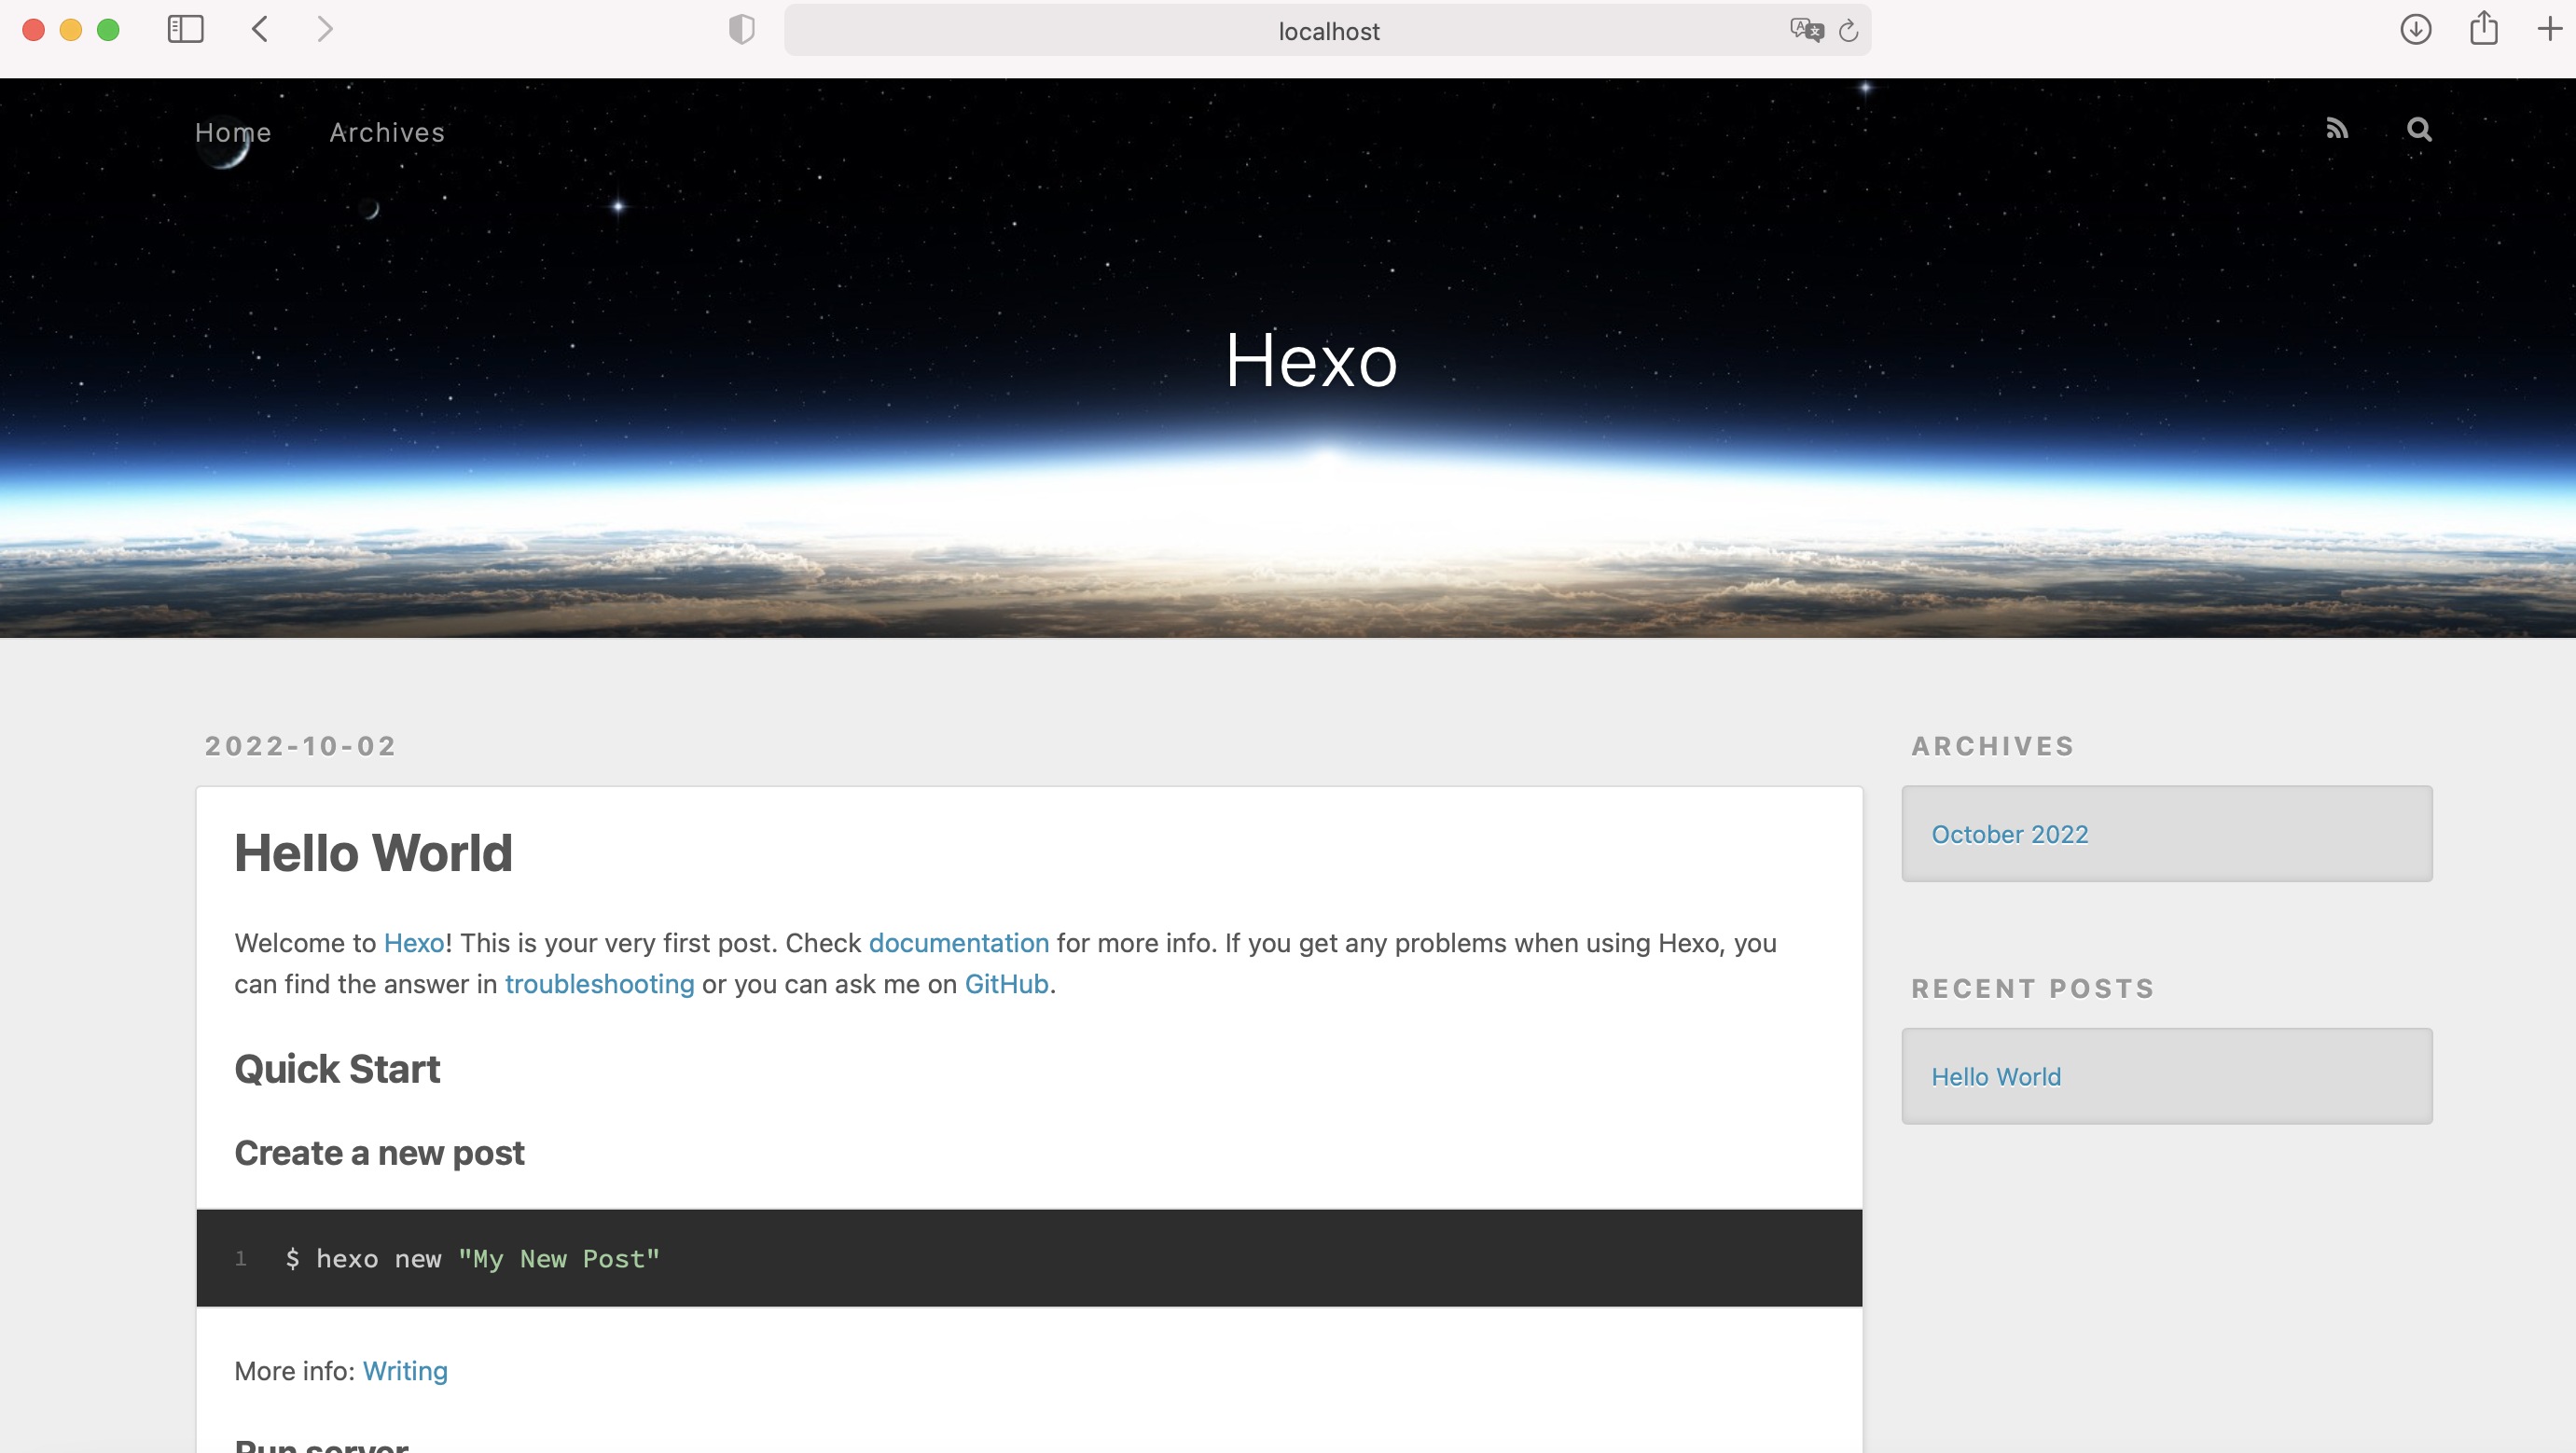 localhost
Home
Archives
Hexo
2022-10-02
Hello World
Welcome to Hexo! This is your very first post. Check documentation for more info. If you get any problems when using Hexo, you
can find the answer in troubleshooting or you can ask me on GitHub.
Quick Start
Create a new post
1 $ hexo new "My New Post"
More info: Writing
Run server
ARCHIVES
October 2022
RECENT POSTS
Hello World